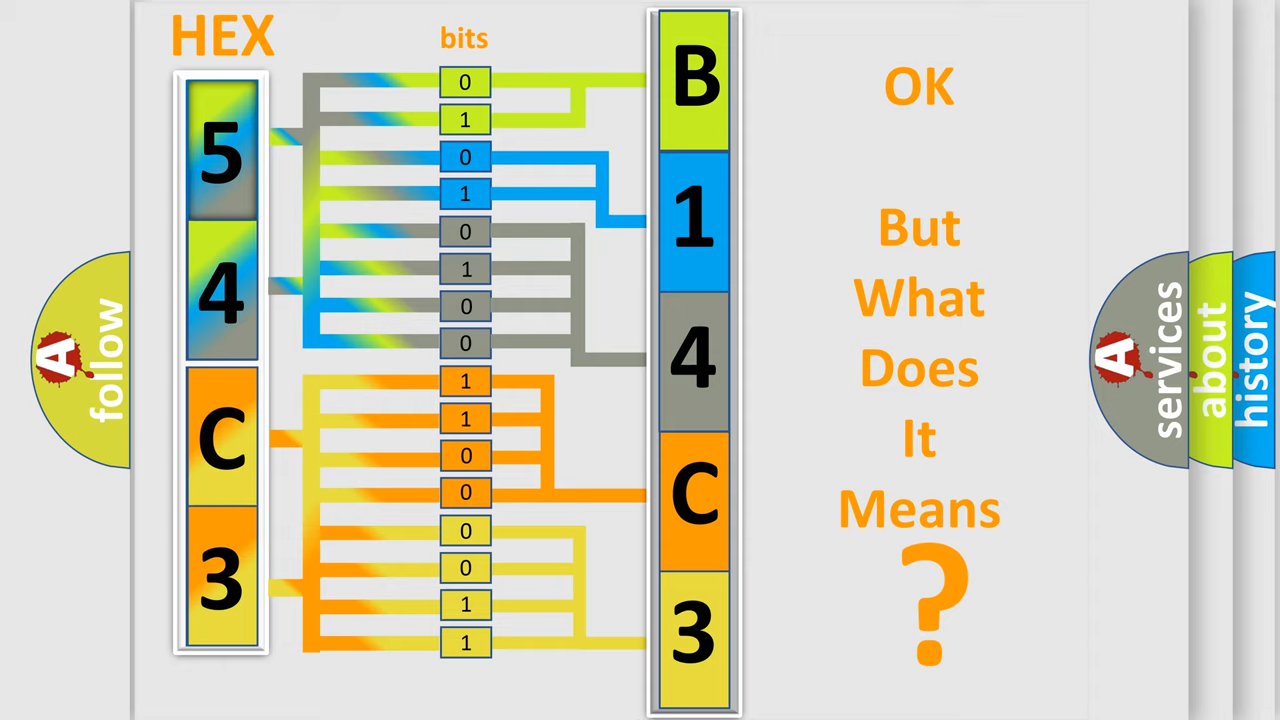 HEX
bits
5
4
C
3
0
1
0
1
0
1
0
0
1
1
0
0
0
0
1
1
B
1
4
C
3
OK
But
What
Does
It
Means
?
A
follow
A
services
about
history